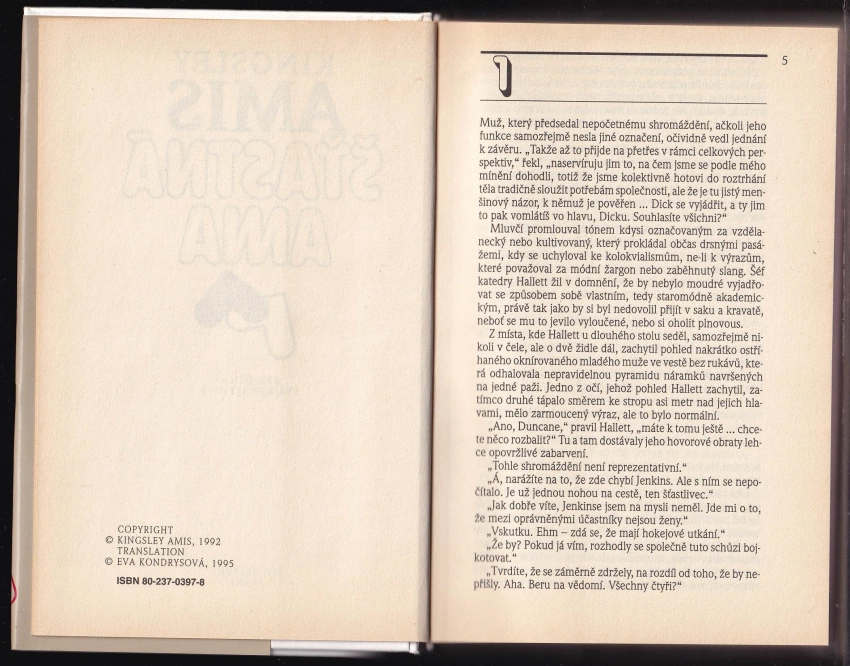 KINGSLEY
AMIS
ŠŤASTNÁ
ANNA
COPYRIGHT
© KINGSLEY AMIS, 1992
TRANSLATION
© EVA KONDRYSOVÁ, 1995
ISBN 80-237-0397-8
5
1
Muž, který předsedal nepočetnému shromáždění, ačkoli jeho
funkce samozřejmě nesla jiné označení, očividně vedl jednání
k závěru. „Takže až to přijde na přetřes v rámci celkových per-
spektiv,“ řekl, „naservíruju jim to, na čem jsme se podle mého
mínění dohodli, totiž že jsme kolektivně hotovi do roztrhání
těla tradičně sloužit potřebám společnosti, ale že je tu jistý men-
šinový názor, k němuž je pověřen ... Dick se vyjádřit, a ty jim
to pak vomlátíš vo hlavu, Dicku. Souhlasíte všichni?“
Mluvčí promlouval tónem kdysi označovaným za vzděla-
necký nebo kultivovaný, který prokládal občas drsnými pasá-
žemi, kdy se uchyloval ke kolokvialismům, ne-li k výrazům,
které považoval za módní žargon nebo zaběhnutý slang. Šéf
katedry Hallett žil v domnění, že by nebylo moudré vyjadřo-
vat se způsobem sobě vlastním, tedy staromódně akademic-
kým, právě tak jako by si byl nedovolil přijít v saku a kravatě,
neboť se mu to jevilo vyloučené, nebo si oholit plnovous.
Z místa, kde Hallett u dlouhého stolu seděl, samozřejmě ni-
koli v čele, ale o dvě židle dál, zachytil pohled nakrátko ostří-
haného oknírovaného mladého muže ve vestě bez rukávů, kte-
rá odhalovala nepravidelnou pyramidu náramků navršených
na jedné paži. Jedno z očí, jehož pohled Hallett zachytil, za-
tímco druhé tápalo směrem ke stropu asi metr nad jejich hla-
vami, mělo zarmoucený výraz, ale to bylo normální.
„Ano, Duncane,“ pravil Hallett, „máte k tomu ještě ... chce-
te něco rozbalit?“ Tu a tam dostávaly jeho hovorové obraty leh-
ce opovržlivé zabarvení.
„Tohle shromáždění není reprezentativní.“
„Á, narážíte na to, že zde chybí Jenkins. Ale s ním se nepo-
čítalo. Je už jednou nohou na cestě, ten šťastlivec.“
„Jak dobře víte, Jenkinse jsem na mysli neměl. Jde mi o to,
že mezi oprávněnými účastníky nejsou ženy.“
„Vskutku. Ehm – zdá se, že mají hokejové utkání.“
„Že by? Pokud já vím, rozhodly se společně tuto schůzi boj-
kotovat.“
„Tvrdíte, že se záměrně zdržely, na rozdíl od toho, že by ne-
přišly. Aha. Beru na vědomí. Všechny čtyři?“